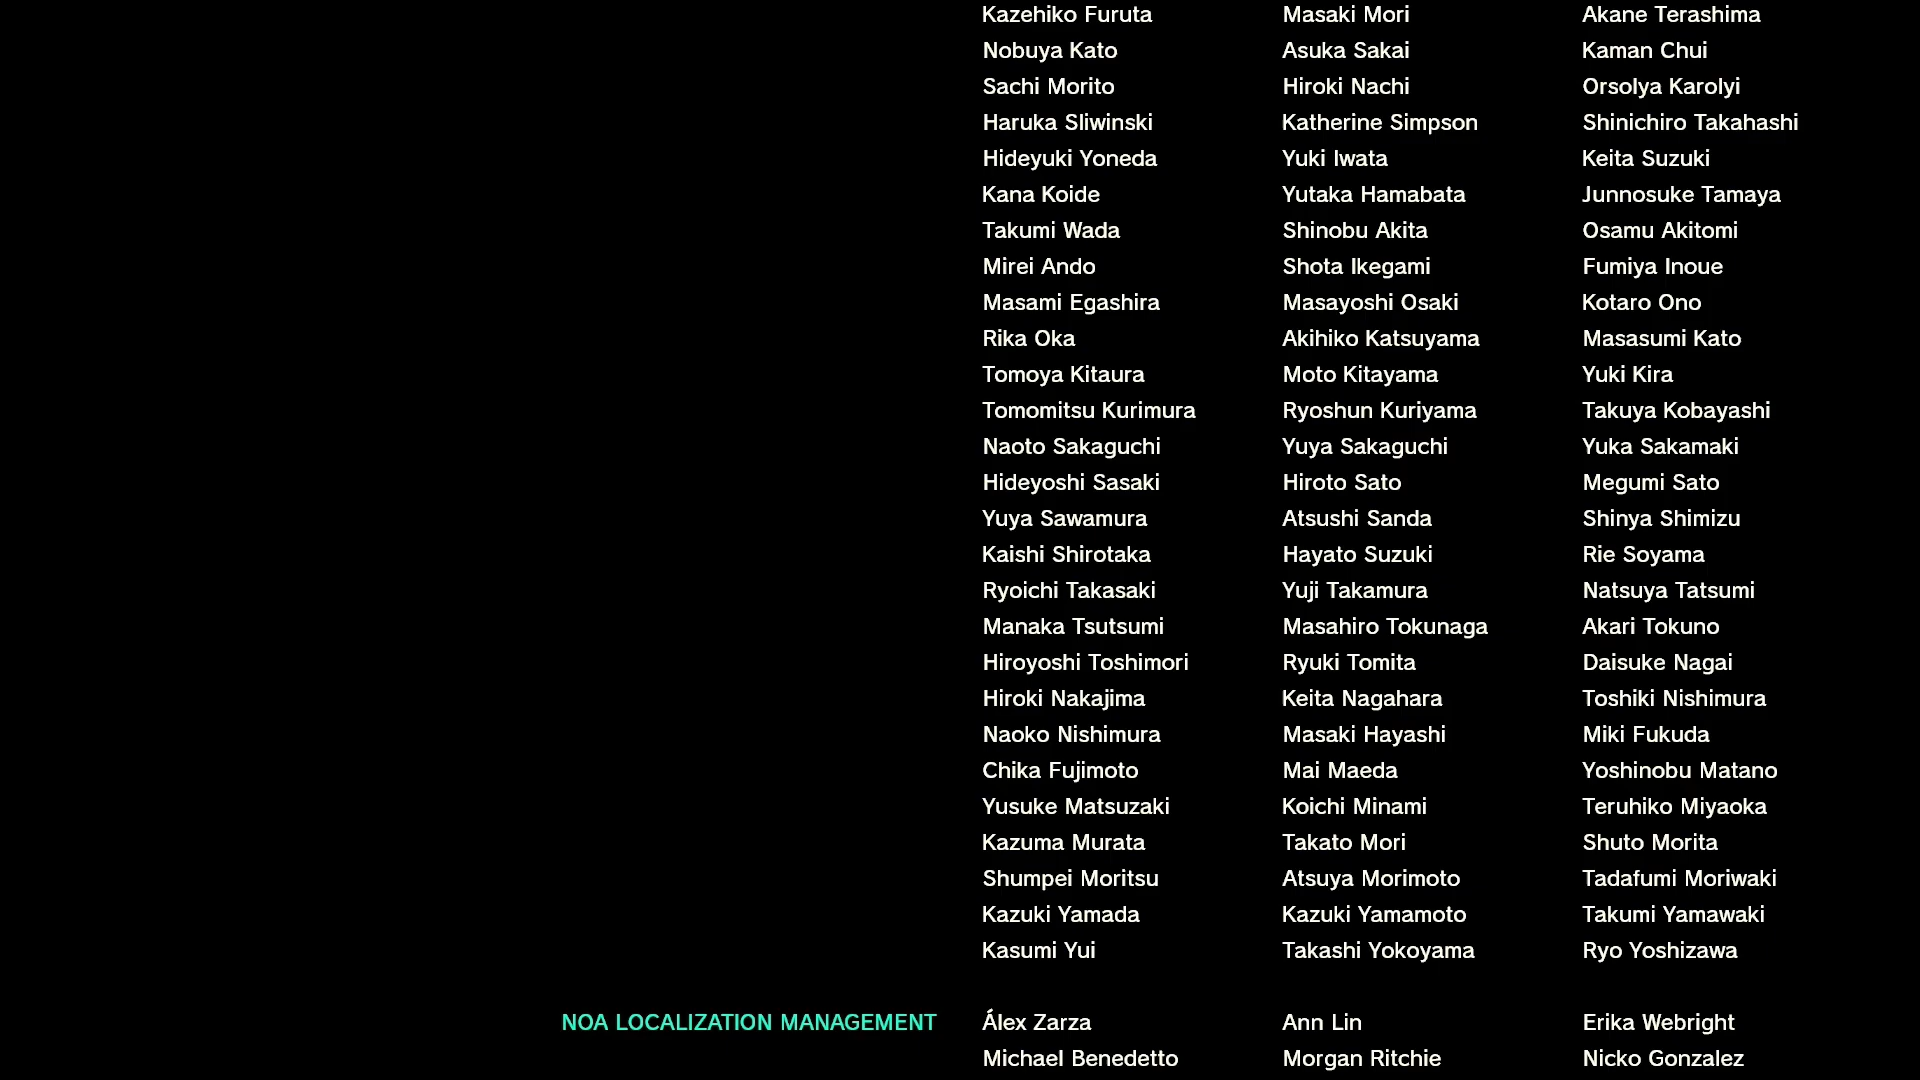 Kazehiko Furuta Masaki Mori Akane Terashima
Nobuya Kato Asuka Sakai Kaman Chui
Sachi Morito Hiroki Nachi Orsolya Karolyi
Haruka Sliwinski Katherine Simpson Shinichiro Takahashi
Hideyuki Yoneda Yuki Iwata Keita Suzuki
Kana Koide Yutaka Hamabata Junnosuke Tamaya
Takumi Wada Shinobu Akita Osamu Akitomi
Mirei Ando Shota Ikegami Fumiya Inoue
Masami Egashira Masayoshi Osaki Kotaro Ono
Rika Oka Akihiko Katsuyama Masasumi Kato
Tomoya Kitaura Moto Kitayama Yuki Kira
Tomomitsu Kurimura Ryoshun Kuriyama Takuya Kobayashi
Naoto Sakaguchi Yuya Sakaguchi Yuka Sakamaki
Hideyoshi Sasaki Hiroto Sato Megumi Sato
Yuya Sawamura Atsushi Sanda Shinya Shimizu
Kaishi Shirotaka Hayato Suzuki Rie Soyama
Ryoichi Takasaki Yuji Takamura Natsuya Tatsumi
Manaka Tsutsumi Masahiro Tokunaga Akari Tokuno
Hiroyoshi Toshimori Ryuki Tomita Daisuke Nagai
Hiroki Nakajima Keita Nagahara Toshiki Nishimura
Naoko Nishimura Masaki Hayashi Miki Fukuda
Chika Fujimoto Mai Maeda Yoshinobu Matano
Yusuke Matsuzaki Koichi Minami Teruhiko Miyaoka
Kazuma Murata Takato Mori Shuto Morita
Shumpei Moritsu Atsuya Morimoto Tadafumi Moriwaki
Kazuki Yamada Kazuki Yamamoto Takumi Yamawaki
Kasumi Yui Takashi Yokoyama Ryo Yoshizawa
NOA LOCALIZATION MANAGEMENT Álex Zarza Ann Lin Erika Webright
Michael Benedetto Morgan Ritchie Nicko Gonzalez